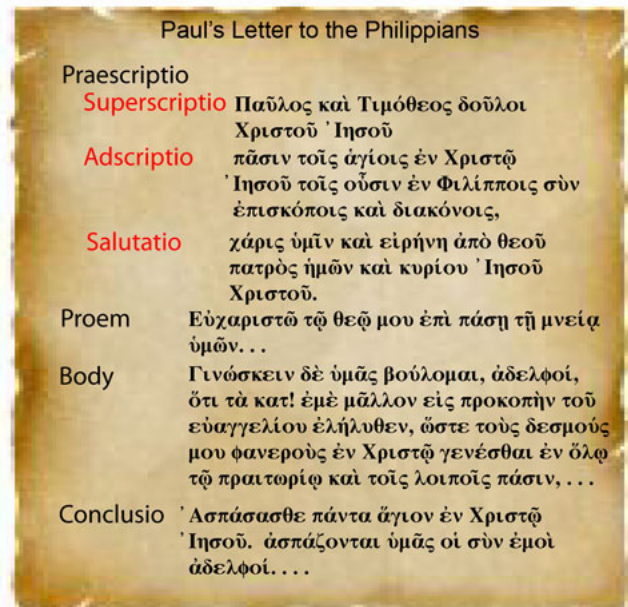 Paul's Letter to the Philippians
Praescriptio
Superscriptio Παῦλος καὶ Τιμόθεος δοῦλοι
Χριστοῦ Ἰησοῦ
Adscriptio πᾶσιν τοῖς ἁγίοις ἐν Χριστῷ
Ἰησοῦ τοῖς οὖσιν ἐν Φιλίπποις σὺν
ἐπισκόποις καὶ διακόνοις,
Salutatio χάρις ὑμῖν καὶ εἰρήνη ἀπὸ θεοῦ
πατρὸς ἡμῶν καὶ κυρίου Ἰησοῦ
Χριστοῦ.
Proem Εὐχαριστῶ τῷ θεῷ μου ἐπὶ πάσῃ τῇ μνείᾳ
ὑμῶν...
Body Γινώσκειν δὲ ὑμᾶς βούλομαι, ἀδελφοί,
ὅτι τὰ κατ! ἐμὲ μᾶλλον εἰς προκοπὴν τοῦ
εὐαγγελίου ἐλήλυθεν, ὥστε τοὺς δεσμούς
μου φανεροὺς ἐν Χριστῷ γενέσθαι ἐν ὅλῳ
τῷ πραιτωρίῳ καὶ τοῖς λοιποῖς πάσιν, ...
Conclusio Ἀσπάσασθε πάντα ἅγιον ἐν Χριστῷ
Ἰησοῦ. ἀσπάζονται ὑμᾶς οἱ σὺν ἐμοὶ
ἀδελφοί....